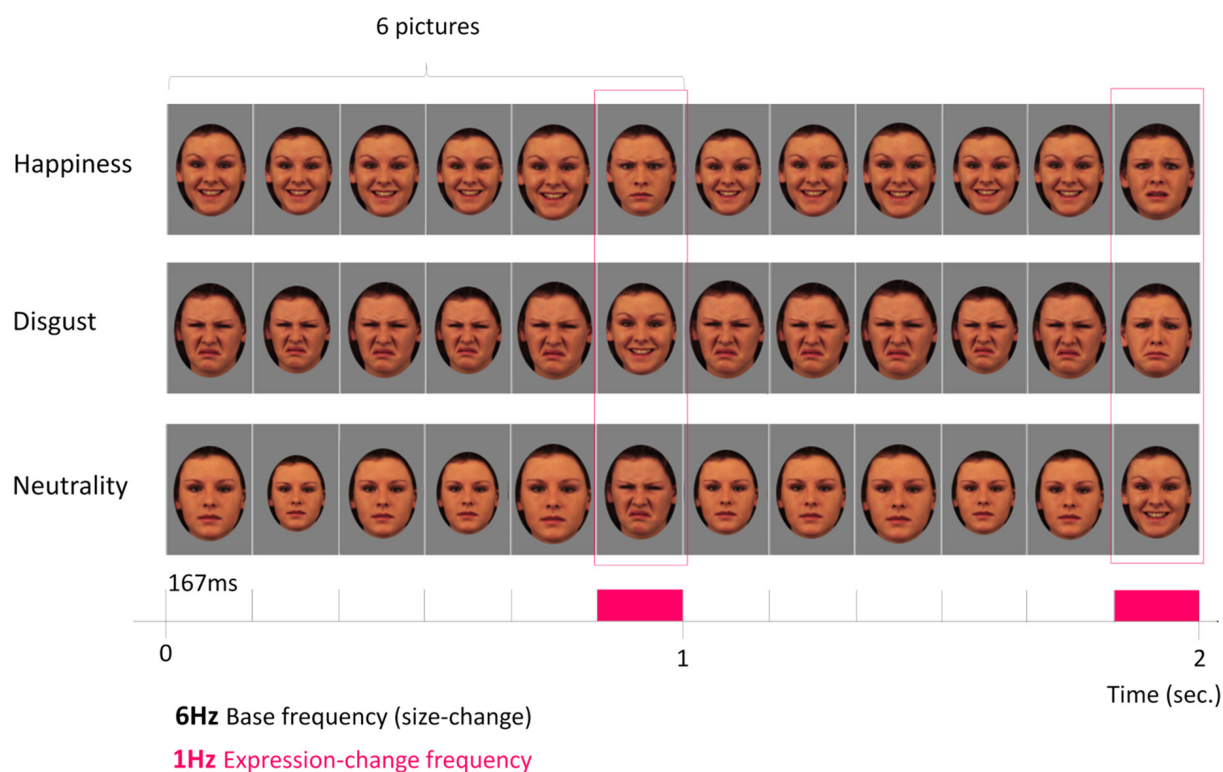 6 pictures
Happiness
Disgust
Neutrality
167ms
0 1 2
Time (sec.)
6Hz Base frequency (size-change)
1Hz Expression-change frequency